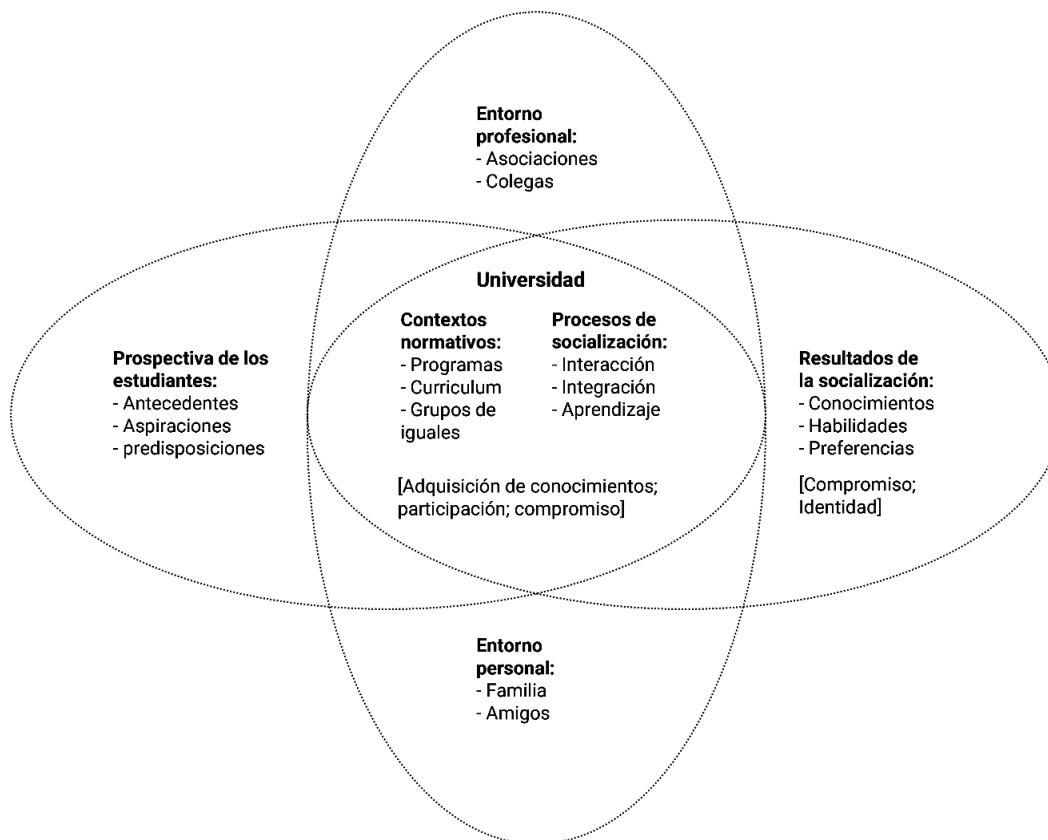 Entorno
profesional:
- Asociaciones
- Colegas
Universidad
Contextos
normativos:
- Programas
- Curriculum
- Grupos de
iguales
Procesos de
socialización:
- Interacción
- Integración
- Aprendizaje
[Adquisición de conocimientos;
participación; compromiso]
Prospectiva de los
estudiantes:
- Antecedentes
- Aspiraciones
- predisposiciones
Resultados de
la socialización:
- Conocimientos
- Habilidades
- Preferencias
[Compromiso;
Identidad]
Entorno
personal:
- Familia
- Amigos